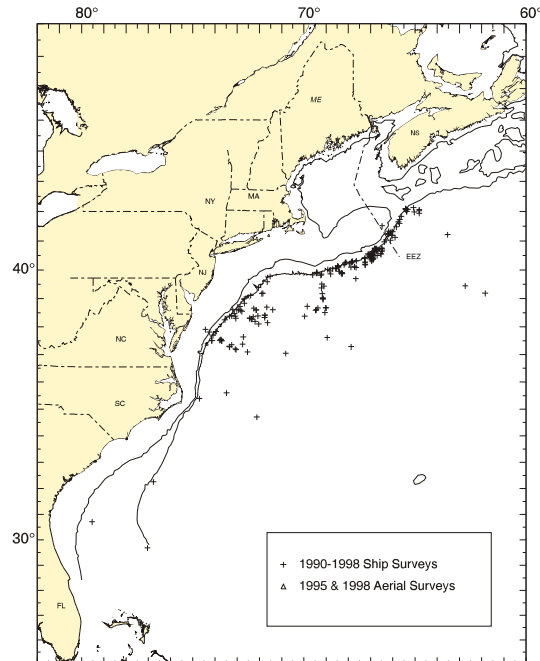 80° 70° 60°
ME
NS
NY
MA
EEZ
40°
NJ
NC
SC
30°
1990-1998 Ship Surveys
1995 & 1998 Aerial Surveys
FL